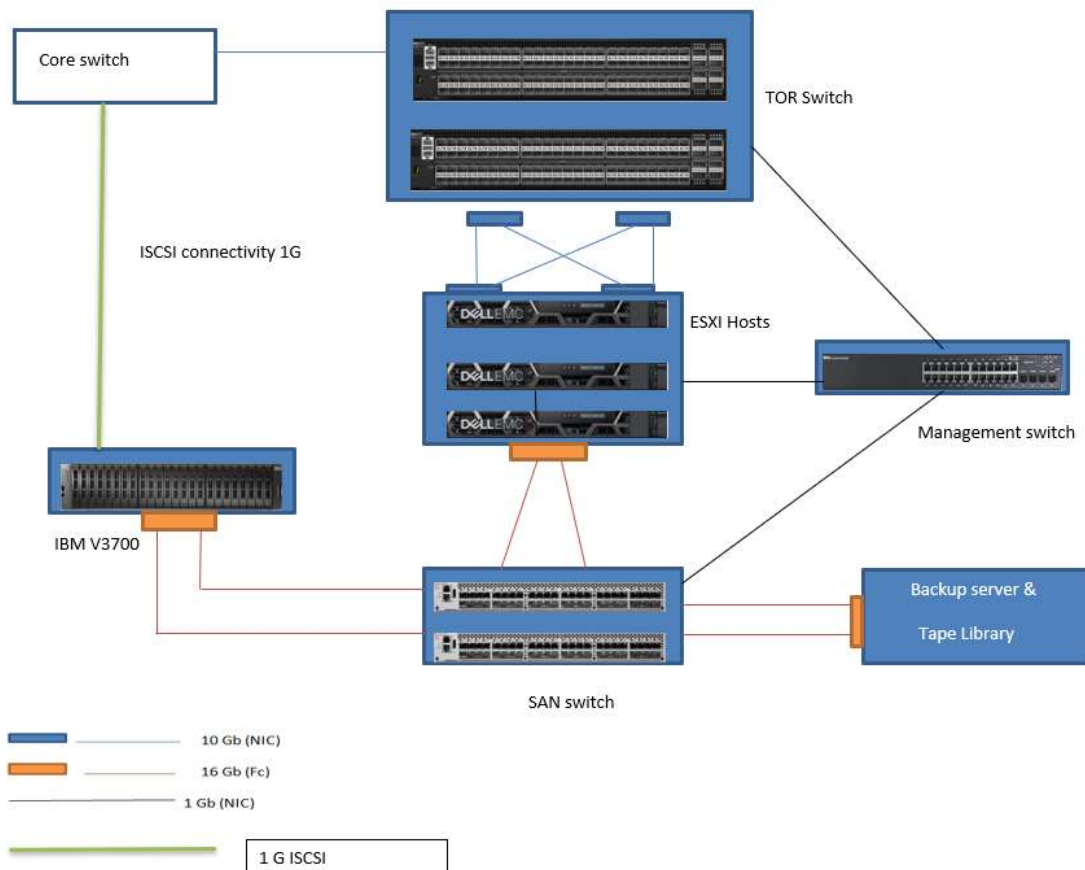 Core switch
TOR Switch
ISCSI connectivity 1G
DELLEMC
ESXI Hosts
DELLEMC
DELLEMC
Management switch
IBM V3700
Backup server &
Tape Library
SAN switch
10 Gb (NIC)
16 Gb (Fc)
1 Gb (NIC)
1 G ISCSI